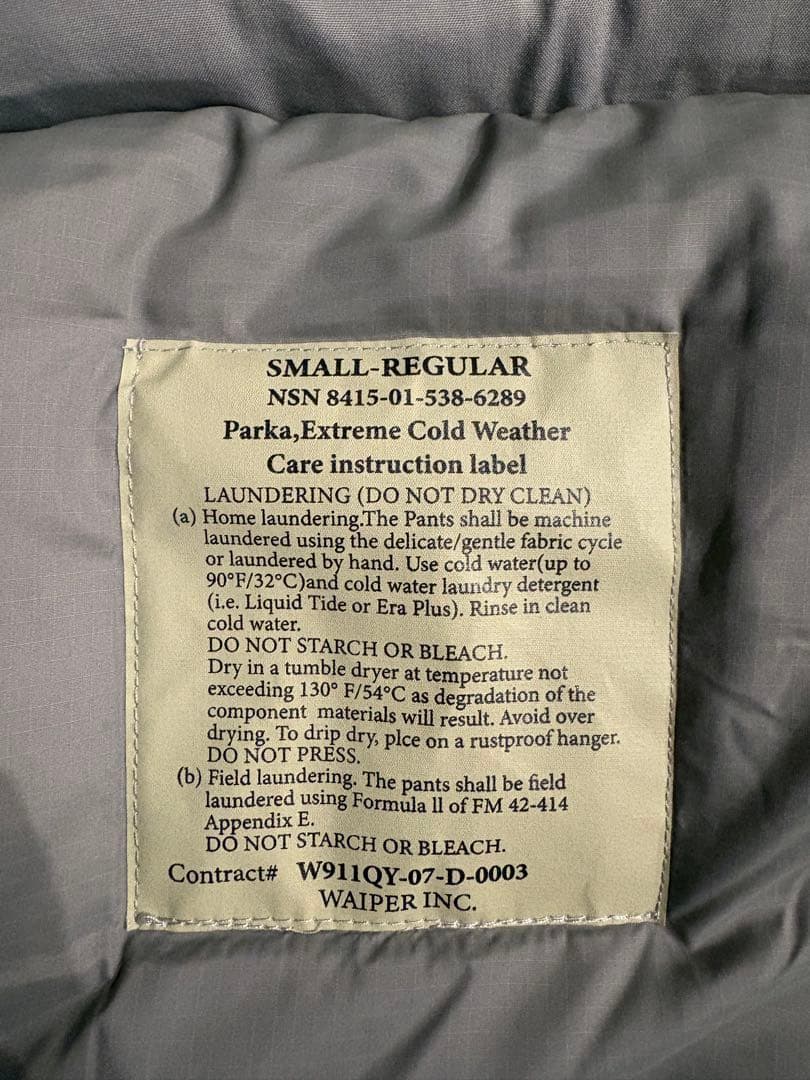 SMALL-REGULAR
NSN 8415-01-538-6289
Parka,Extreme Cold Weather
Care instruction label
LAUNDERING (DO NOT DRY CLEAN)
(a) Home laundering.The Pants shall be machine
laundered using the delicate/gentle fabric cycle
or laundered by hand. Use cold water(up to
90°F/32°C)and cold water laundry detergent
(i.e. Liquid Tide or Era Plus). Rinse in clean
cold water.
DO NOT STARCH OR BLEACH.
Dry in a tumble dryer at temperature not
exceeding 130° F/54°C as degradation of the
component materials will result. Avoid over
drying. To drip dry, plce on a rustproof hanger.
DO NOT PRESS.
(b) Field laundering. The pants shall be field
laundered using Formula ll of FM 42-414
Appendix E.
DO NOT STARCH OR BLEACH.
Contract# W911QY-07-D-0003
WAIPER INC.